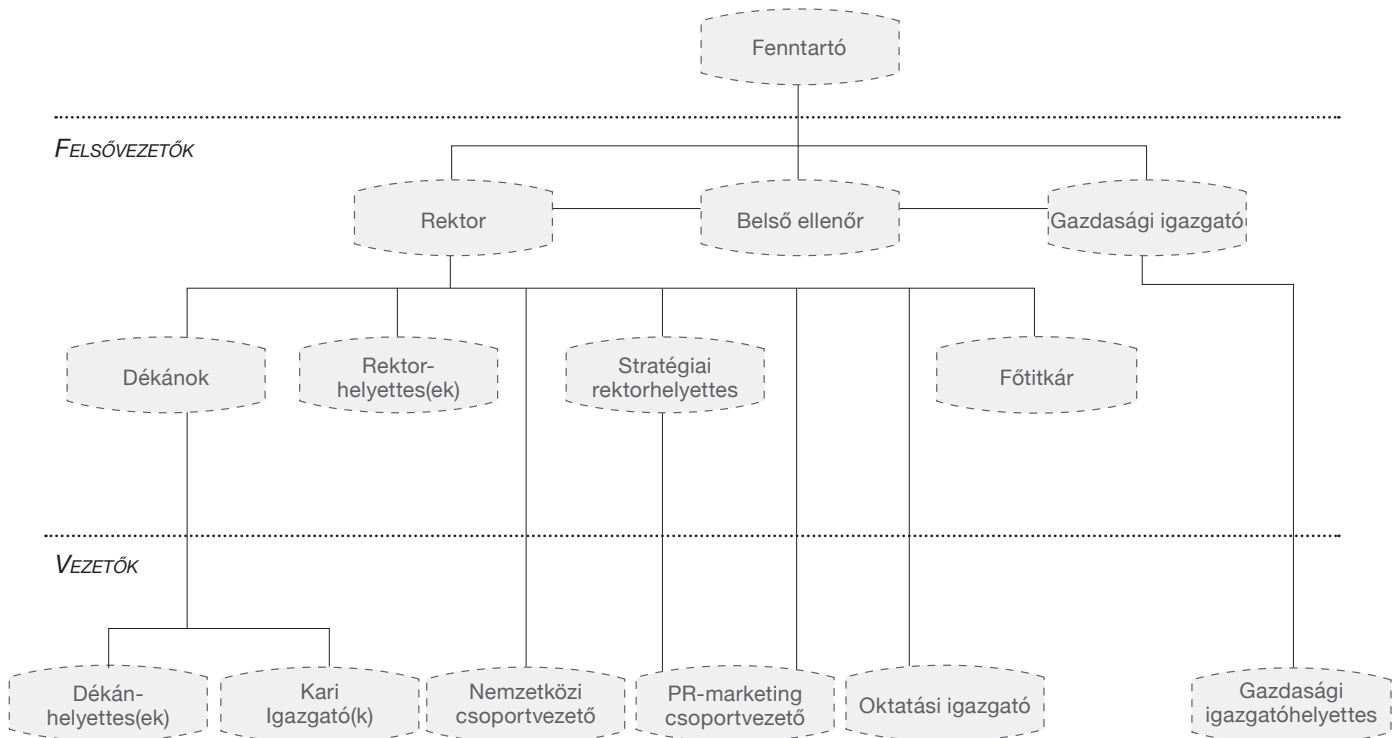 Fenntartó
FELSŐVEZETŐK
Rektor
Belső ellenőr
Gazdasági igazgató
Dékánok
Rektor-
helyettes(ek)
Stratégiai
rektorhelyettes
Főtitkár
VEZETŐK
Dékán-
helyettes(ek)
Kari
Igazgató(k)
Nemzetközi
csoportvezető
PR-marketing
csoportvezető
Oktatási igazgató
Gazdasági
igazgatóhelyettes